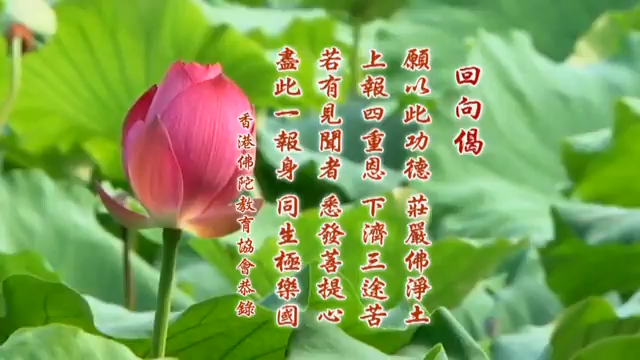 回向偈
願以此功德 莊嚴佛淨土
上報四重恩 下濟三途苦
若有見聞者 悉發菩提心
盡此一報身 同生極樂國
香港佛陀教育協會恭錄